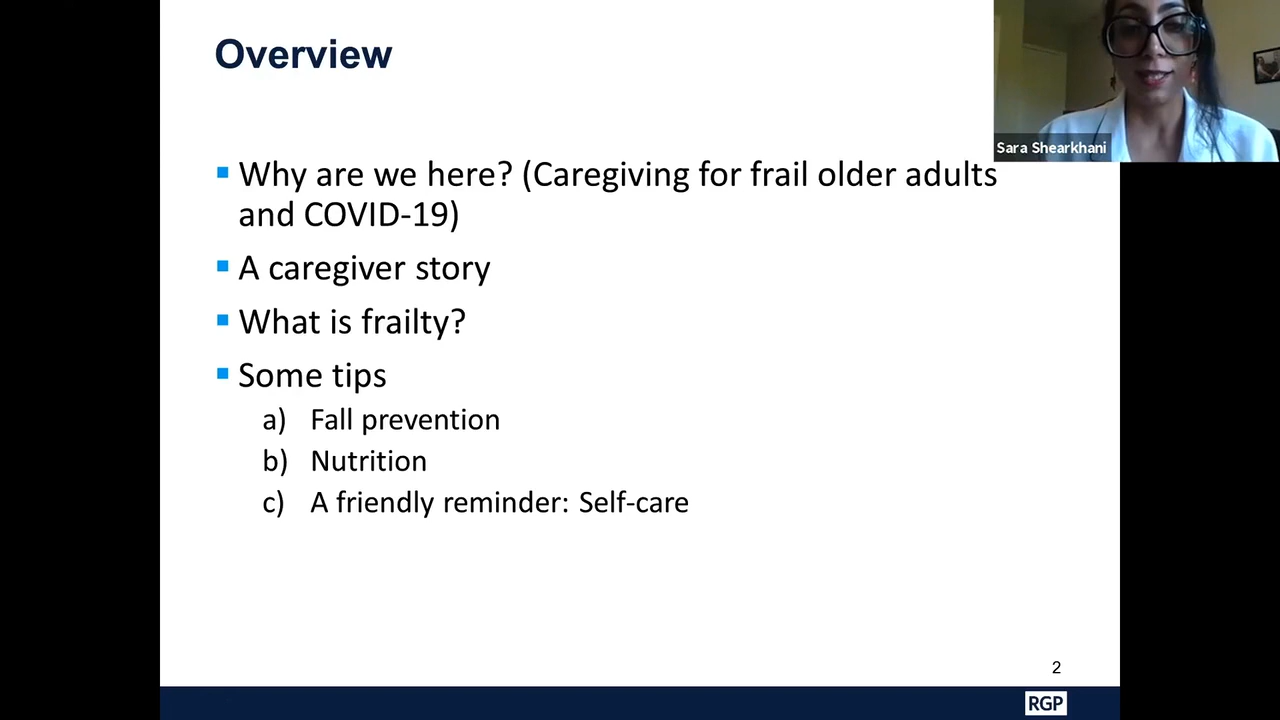 Overview
Sara Shearkhani
Why are we here? (Caregiving for frail older adults
and COVID-19)
A caregiver story
What is frailty?
Some tips
a) Fall prevention
b) Nutrition
c) A friendly reminder: Self-care
2
RGP